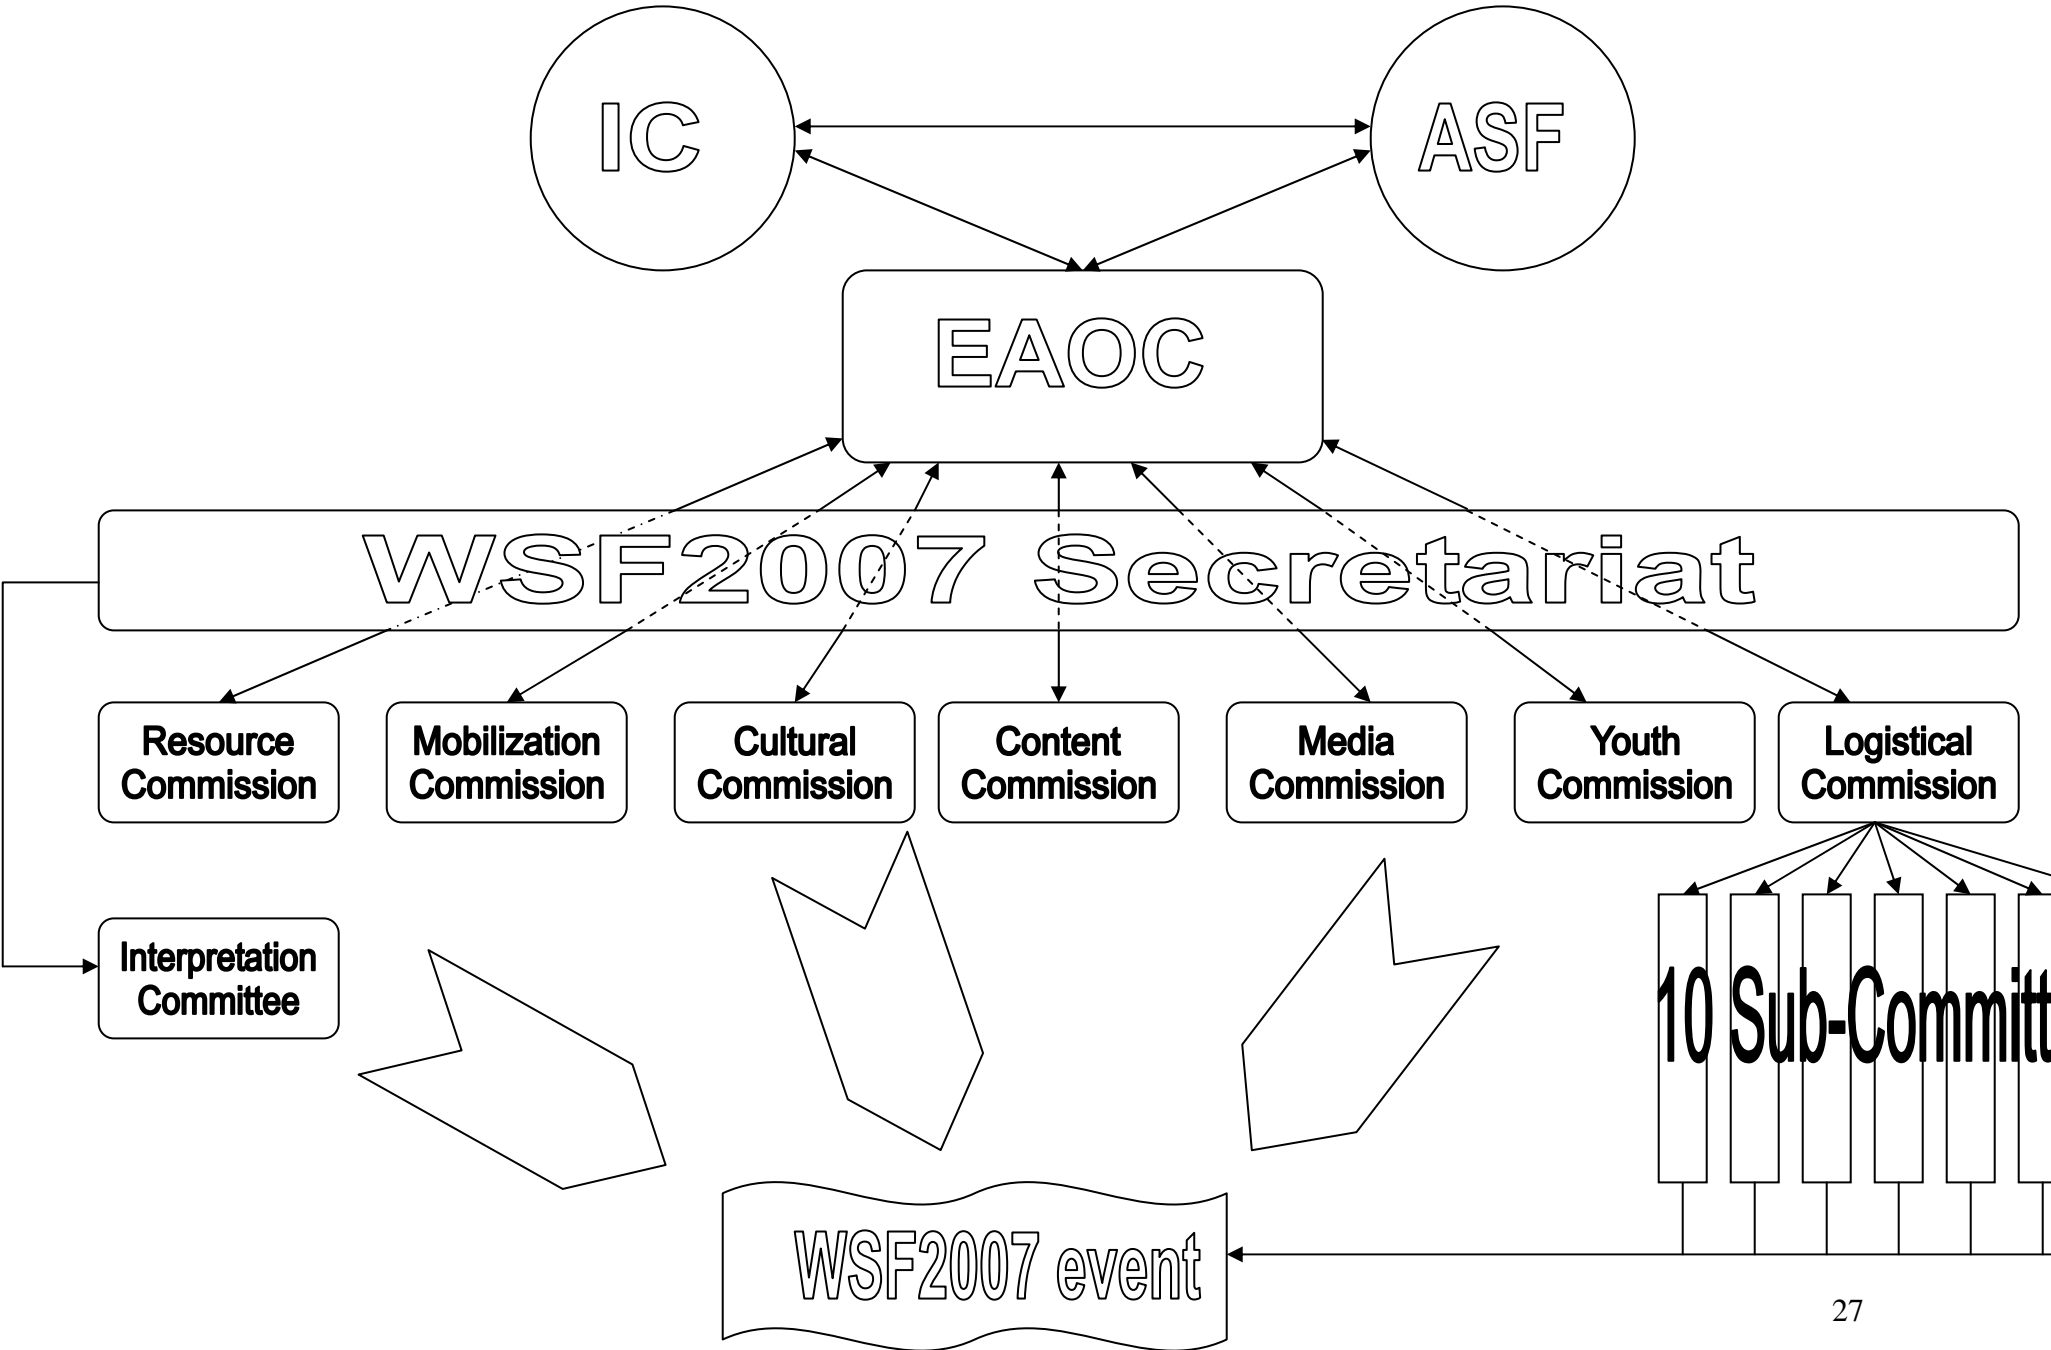 IC
ASF
EAOC
WSF2007 Secretariat
Resource
Commission
Mobilization
Commission
Cultural
Commission
Content
Commission
Media
Commission
Youth
Commission
Logistical
Commission
Interpretation
Committee
10 Sub-Committ
WSF2007 event
27